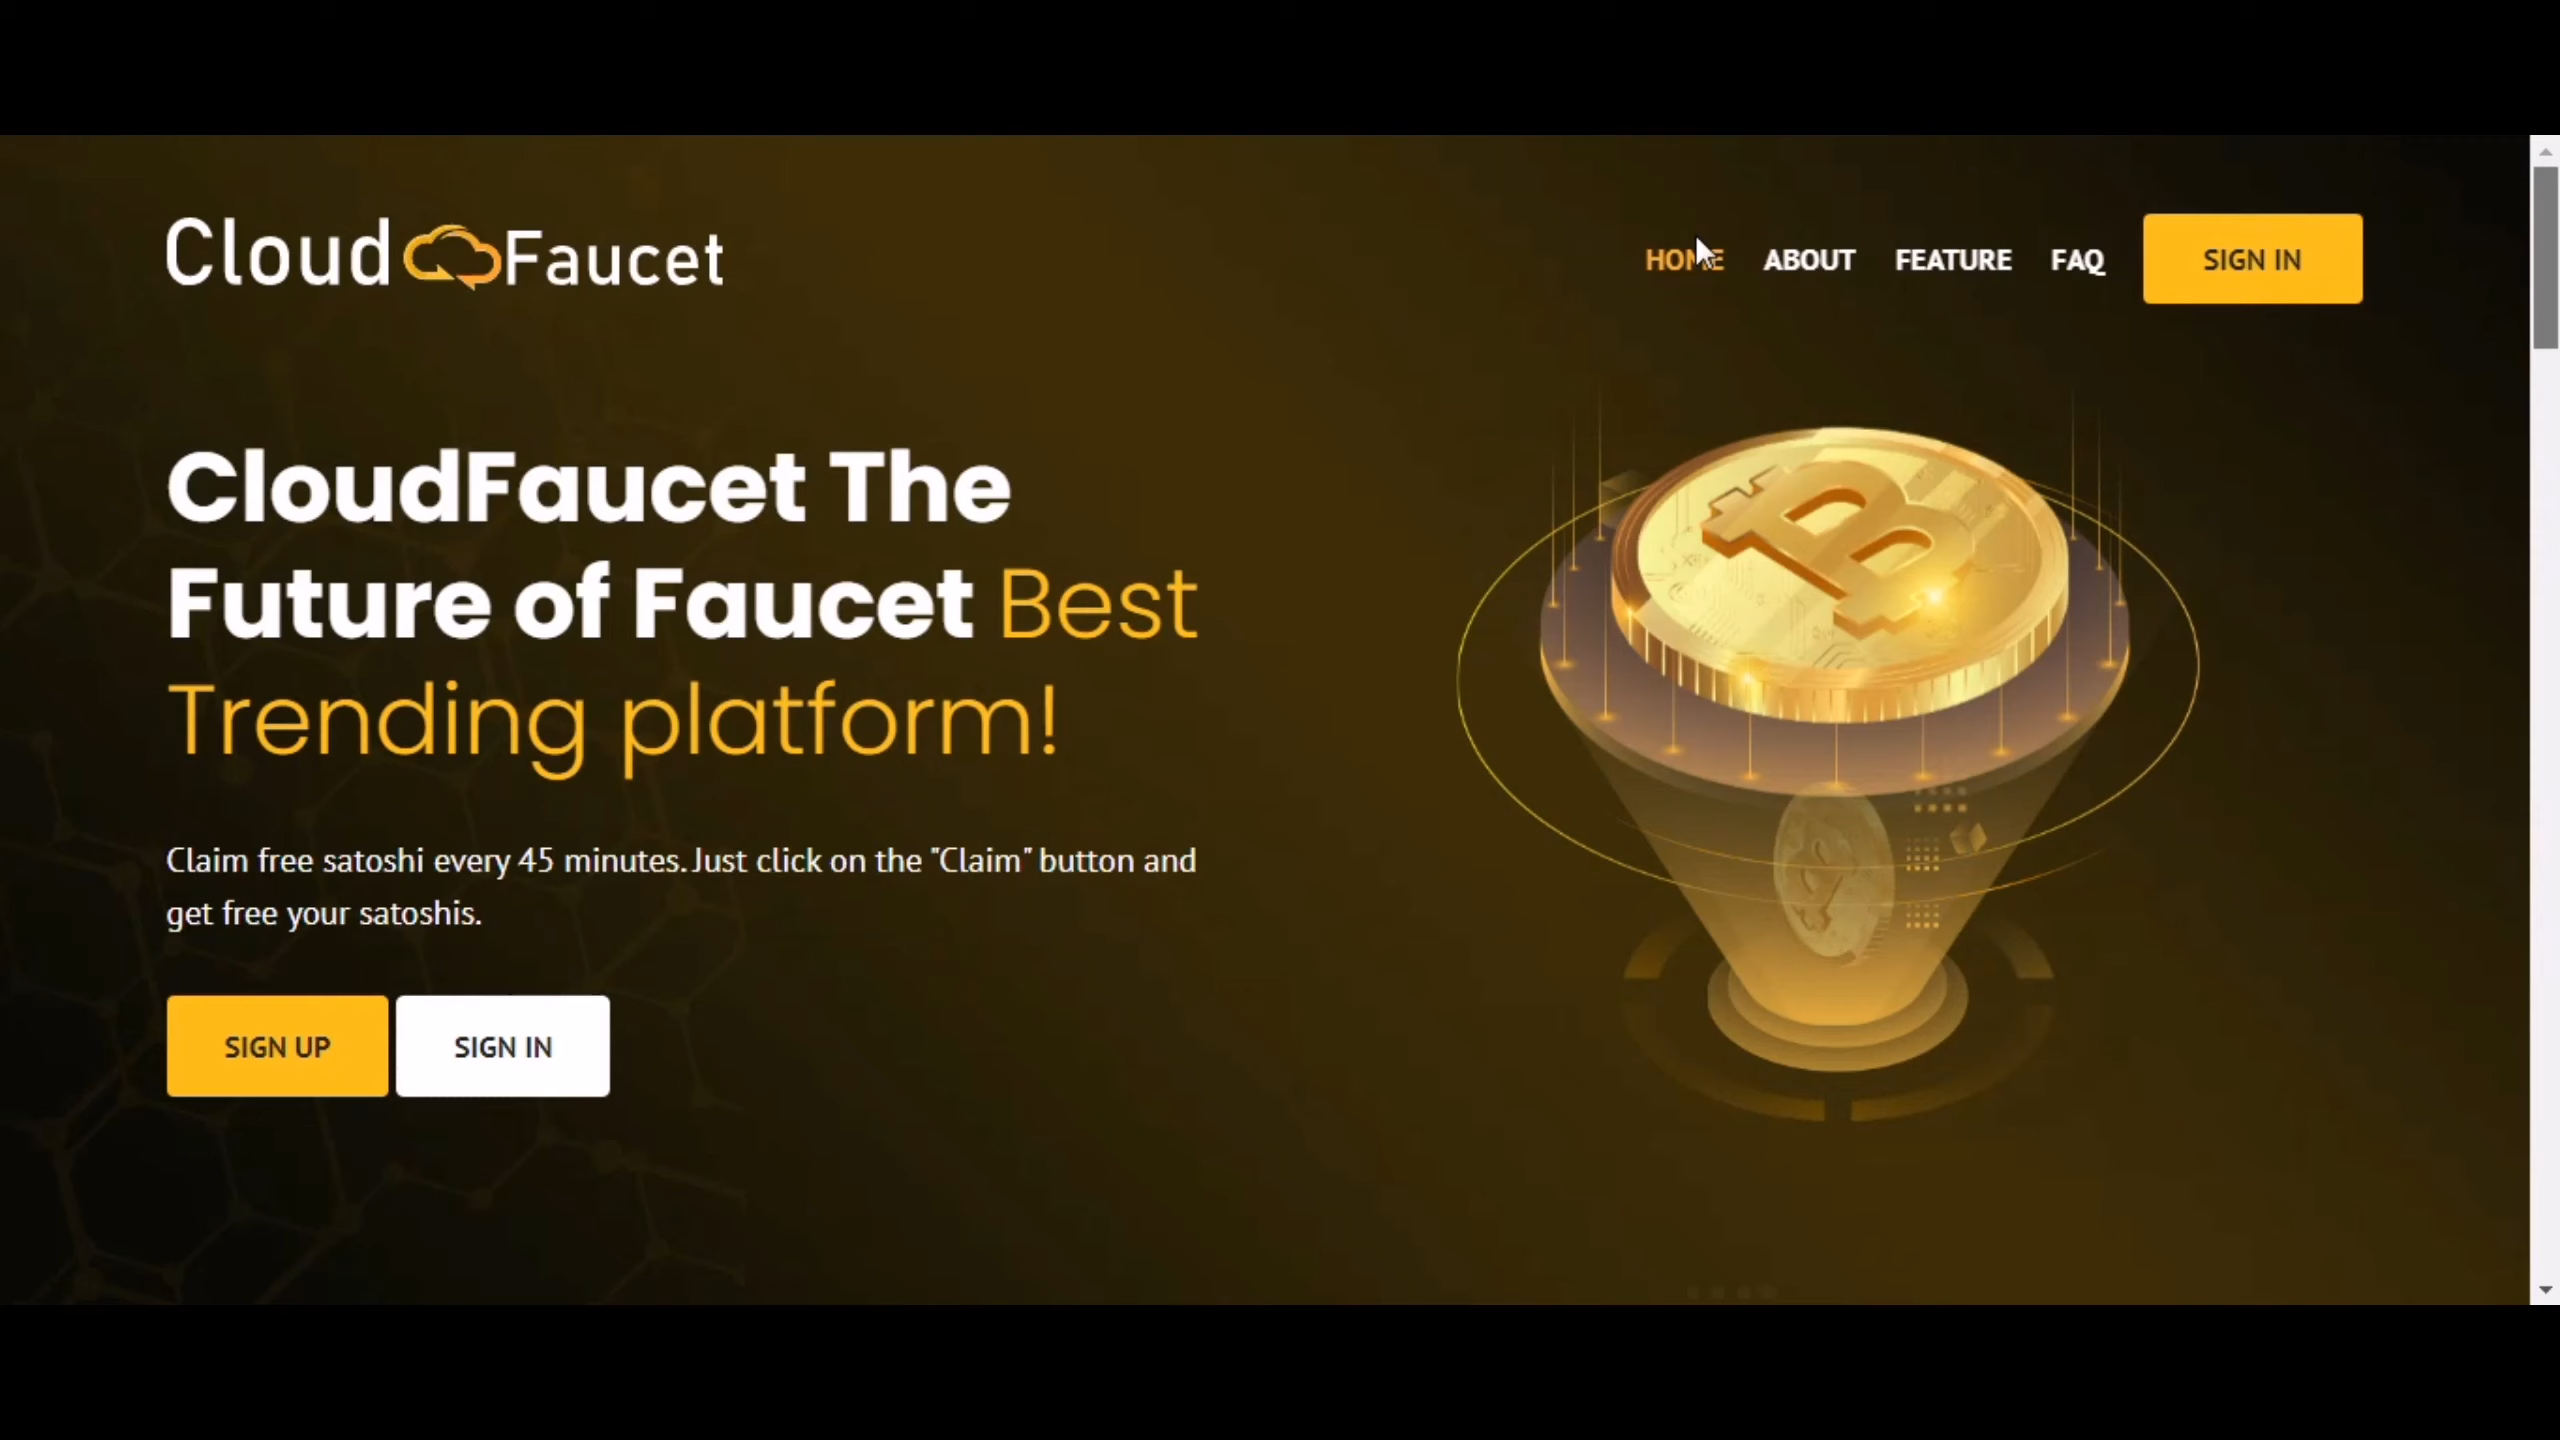 Cloud Faucet
HOME ABOUT FEATURE FAQ SIGN IN
CloudFaucet The
Future of Faucet Best
Trending platform!
Claim free satoshi every 45 minutes. Just click on the "Claim" button and
get free your satoshis.
SIGN UP SIGN IN